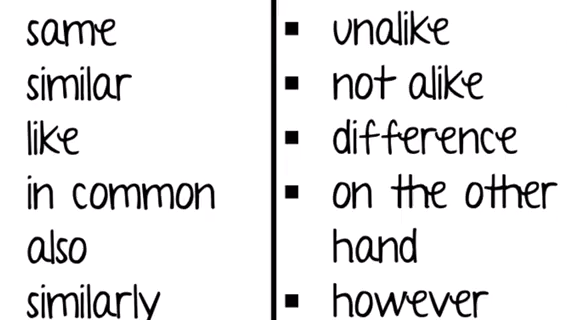 same
similar
like
in common
also
similarly
▪ unalike
▪ not alike
▪ difference
▪ on the other
hand
▪ however